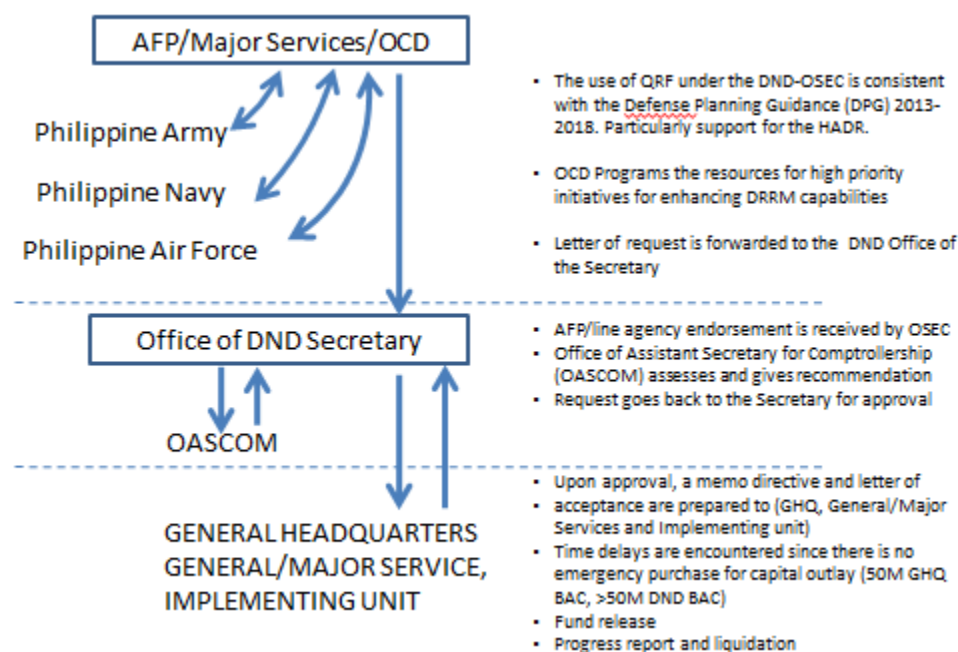 AFP/Major Services/OCD
Philippine Army
Philippine Navy
Philippine Air Force
▪ The use of QRF under the DND-OSEC is consistent
with the Defense Planning Guidance (DPG) 2013-
2018. Particularly support for the HADR.
▪ OCD Programs the resources for high priority
initiatives for enhancing DRRM capabilities
▪ Letter of request is forwarded to the DND Office of
the Secretary
Office of DND Secretary
OASCOM
▪ AFP/line agency endorsement is received by OSEC
▪ Office of Assistant Secretary for Comptrollership
(OASCOM) assesses and gives recommendation
▪ Request goes back to the Secretary for approval
GENERAL HEADQUARTERS
GENERAL/MAJOR SERVICE,
IMPLEMENTING UNIT
▪ Upon approval, a memo directive and letter of
▪ acceptance are prepared to (GHQ, General/Major
Services and Implementing unit)
▪ Time delays are encountered since there is no
emergency purchase for capital outlay (50M GHQ
BAC, >50M DND BAC)
▪ Fund release
▪ Progress report and liquidation